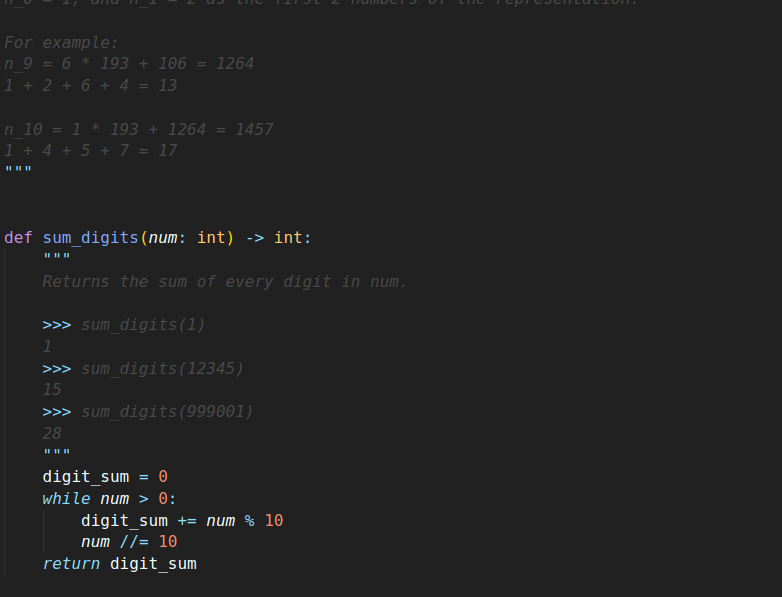 n_0 = 1, and n_1 = 2 as the first 2 numbers of the representation.
For example:
n_9 = 6 * 193 + 106 = 1264
1 + 2 + 6 + 4 = 13
n_10 = 1 * 193 + 1264 = 1457
1 + 4 + 5 + 7 = 17
"""
def sum_digits(num: int) -> int:
"""
Returns the sum of every digit in num.
>>> sum_digits(1)
1
>>> sum_digits(12345)
15
>>> sum_digits(999001)
28
"""
digit_sum = 0
while num > 0:
digit_sum += num % 10
num //= 10
return digit_sum